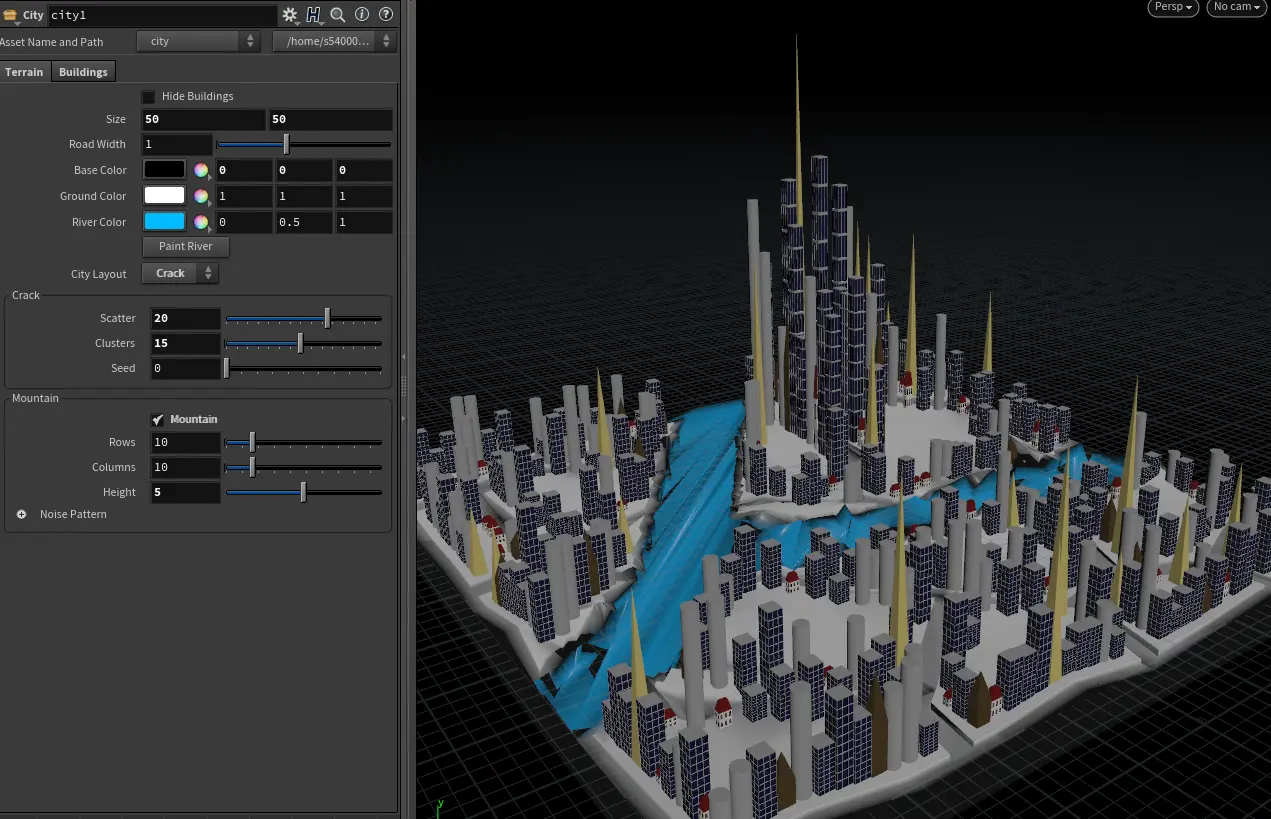 City city1
Asset Name and Path city /home/s54000...
Terrain Buildings
Hide Buildings
Size 50 50
Road Width 1
Base Color 0 0 0
Ground Color 1 1 1
River Color 0 0.5 1
Paint River
City Layout Crack
Crack
Scatter 20
Clusters 15
Seed 0
Mountain
Mountain
Rows 10
Columns 10
Height 5
Noise Pattern
Persp No cam
y